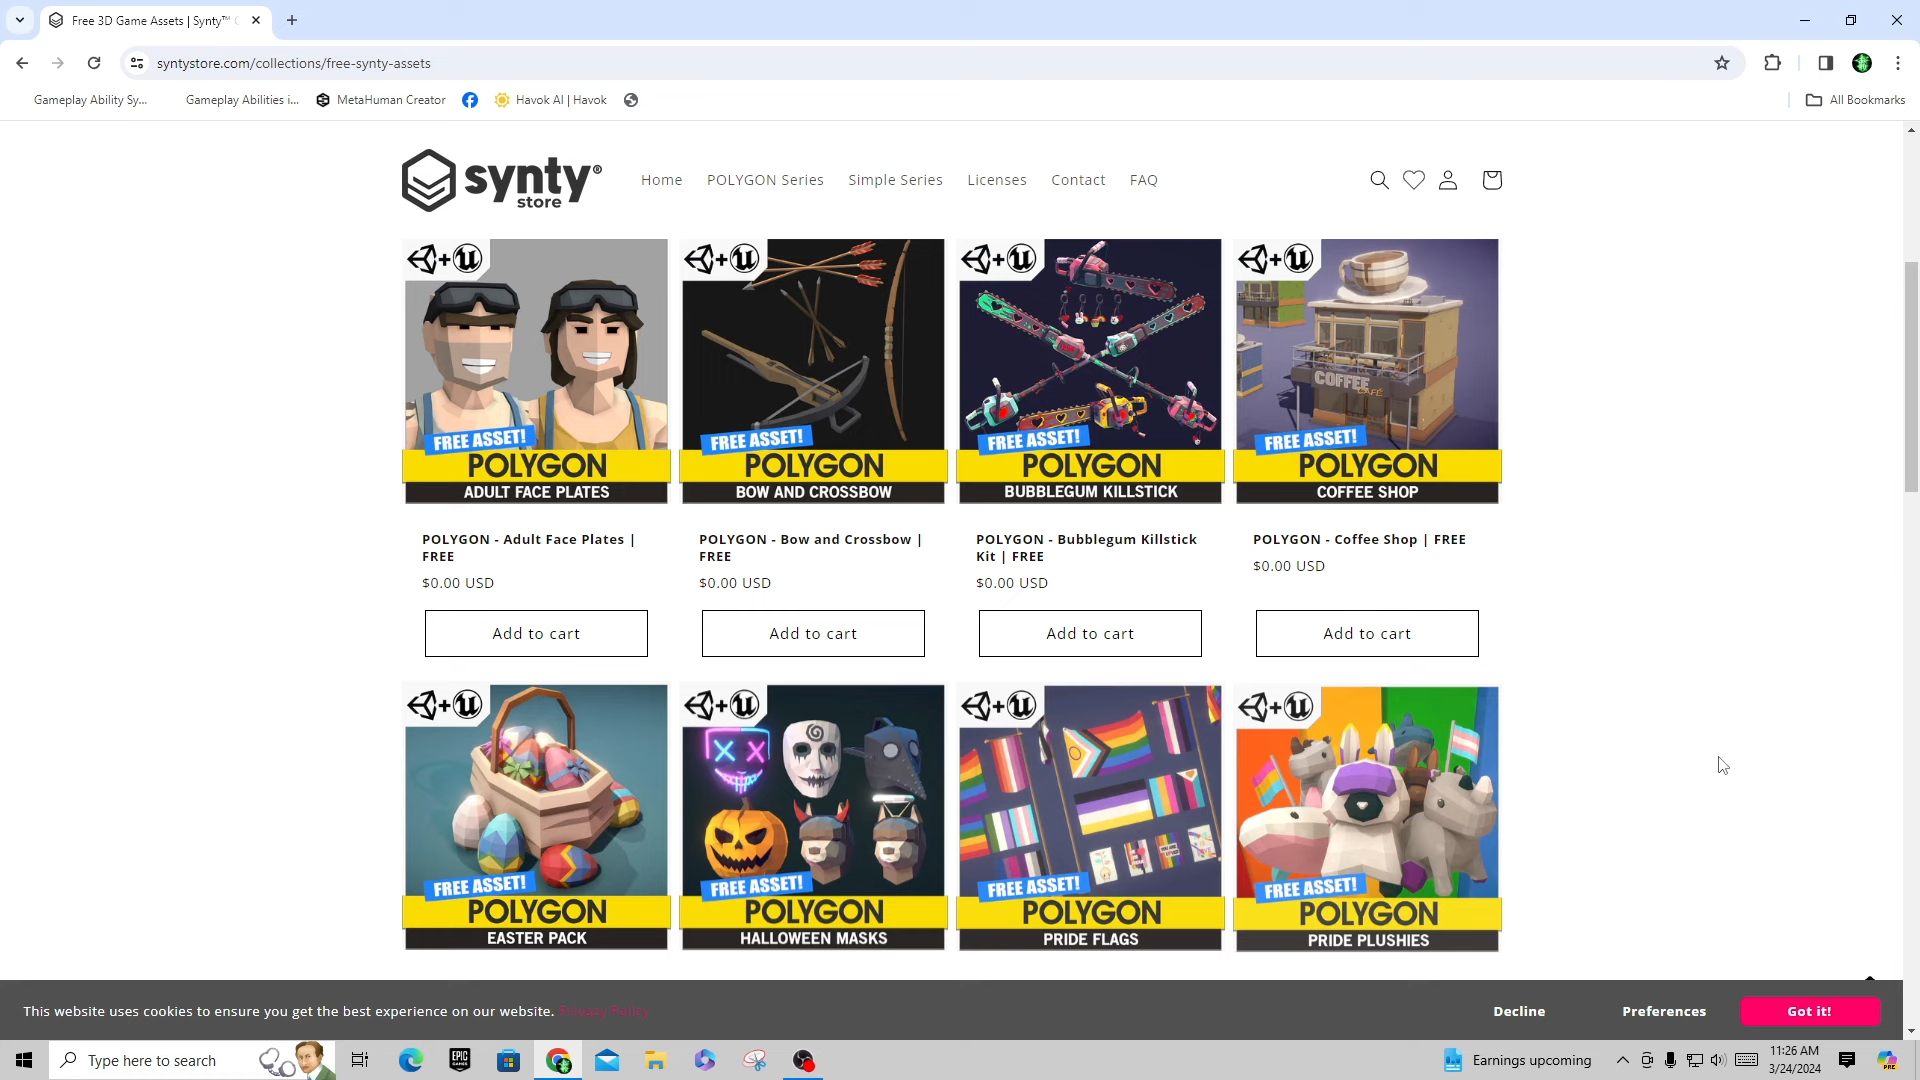 Free 3D Game Assets | Synty™
syntystore.com/collections/free-synty-assets
Gameplay Ability Sy...
Gameplay Abilities i...
MetaHuman Creator
Havok AI | Havok
All Bookmarks
synty®
store
Home
POLYGON Series
Simple Series
Licenses
Contact
FAQ
FREE ASSET!
POLYGON
ADULT FACE PLATES
FREE ASSET!
POLYGON
BOW AND CROSSBOW
FREE ASSET!
POLYGON
BUBBLEGUM KILLSTICK
COFFEE
CAFÉ
FREE ASSET!
POLYGON
COFFEE SHOP
POLYGON - Adult Face Plates |
FREE
$0.00 USD
Add to cart
POLYGON - Bow and Crossbow |
FREE
$0.00 USD
Add to cart
POLYGON - Bubblegum Killstick
Kit | FREE
$0.00 USD
Add to cart
POLYGON - Coffee Shop | FREE
$0.00 USD
Add to cart
FREE ASSET!
POLYGON
EASTER PACK
FREE ASSET!
POLYGON
HALLOWEEN MASKS
FREE ASSET!
POLYGON
PRIDE FLAGS
FREE ASSET!
POLYGON
PRIDE PLUSHIES
This website uses cookies to ensure you get the best experience on our website. Privacy Policy
Decline
Preferences
Got it!
Type here to search
EPIC
GAMES
Earnings upcoming
11:26 AM
3/24/2024
PRE